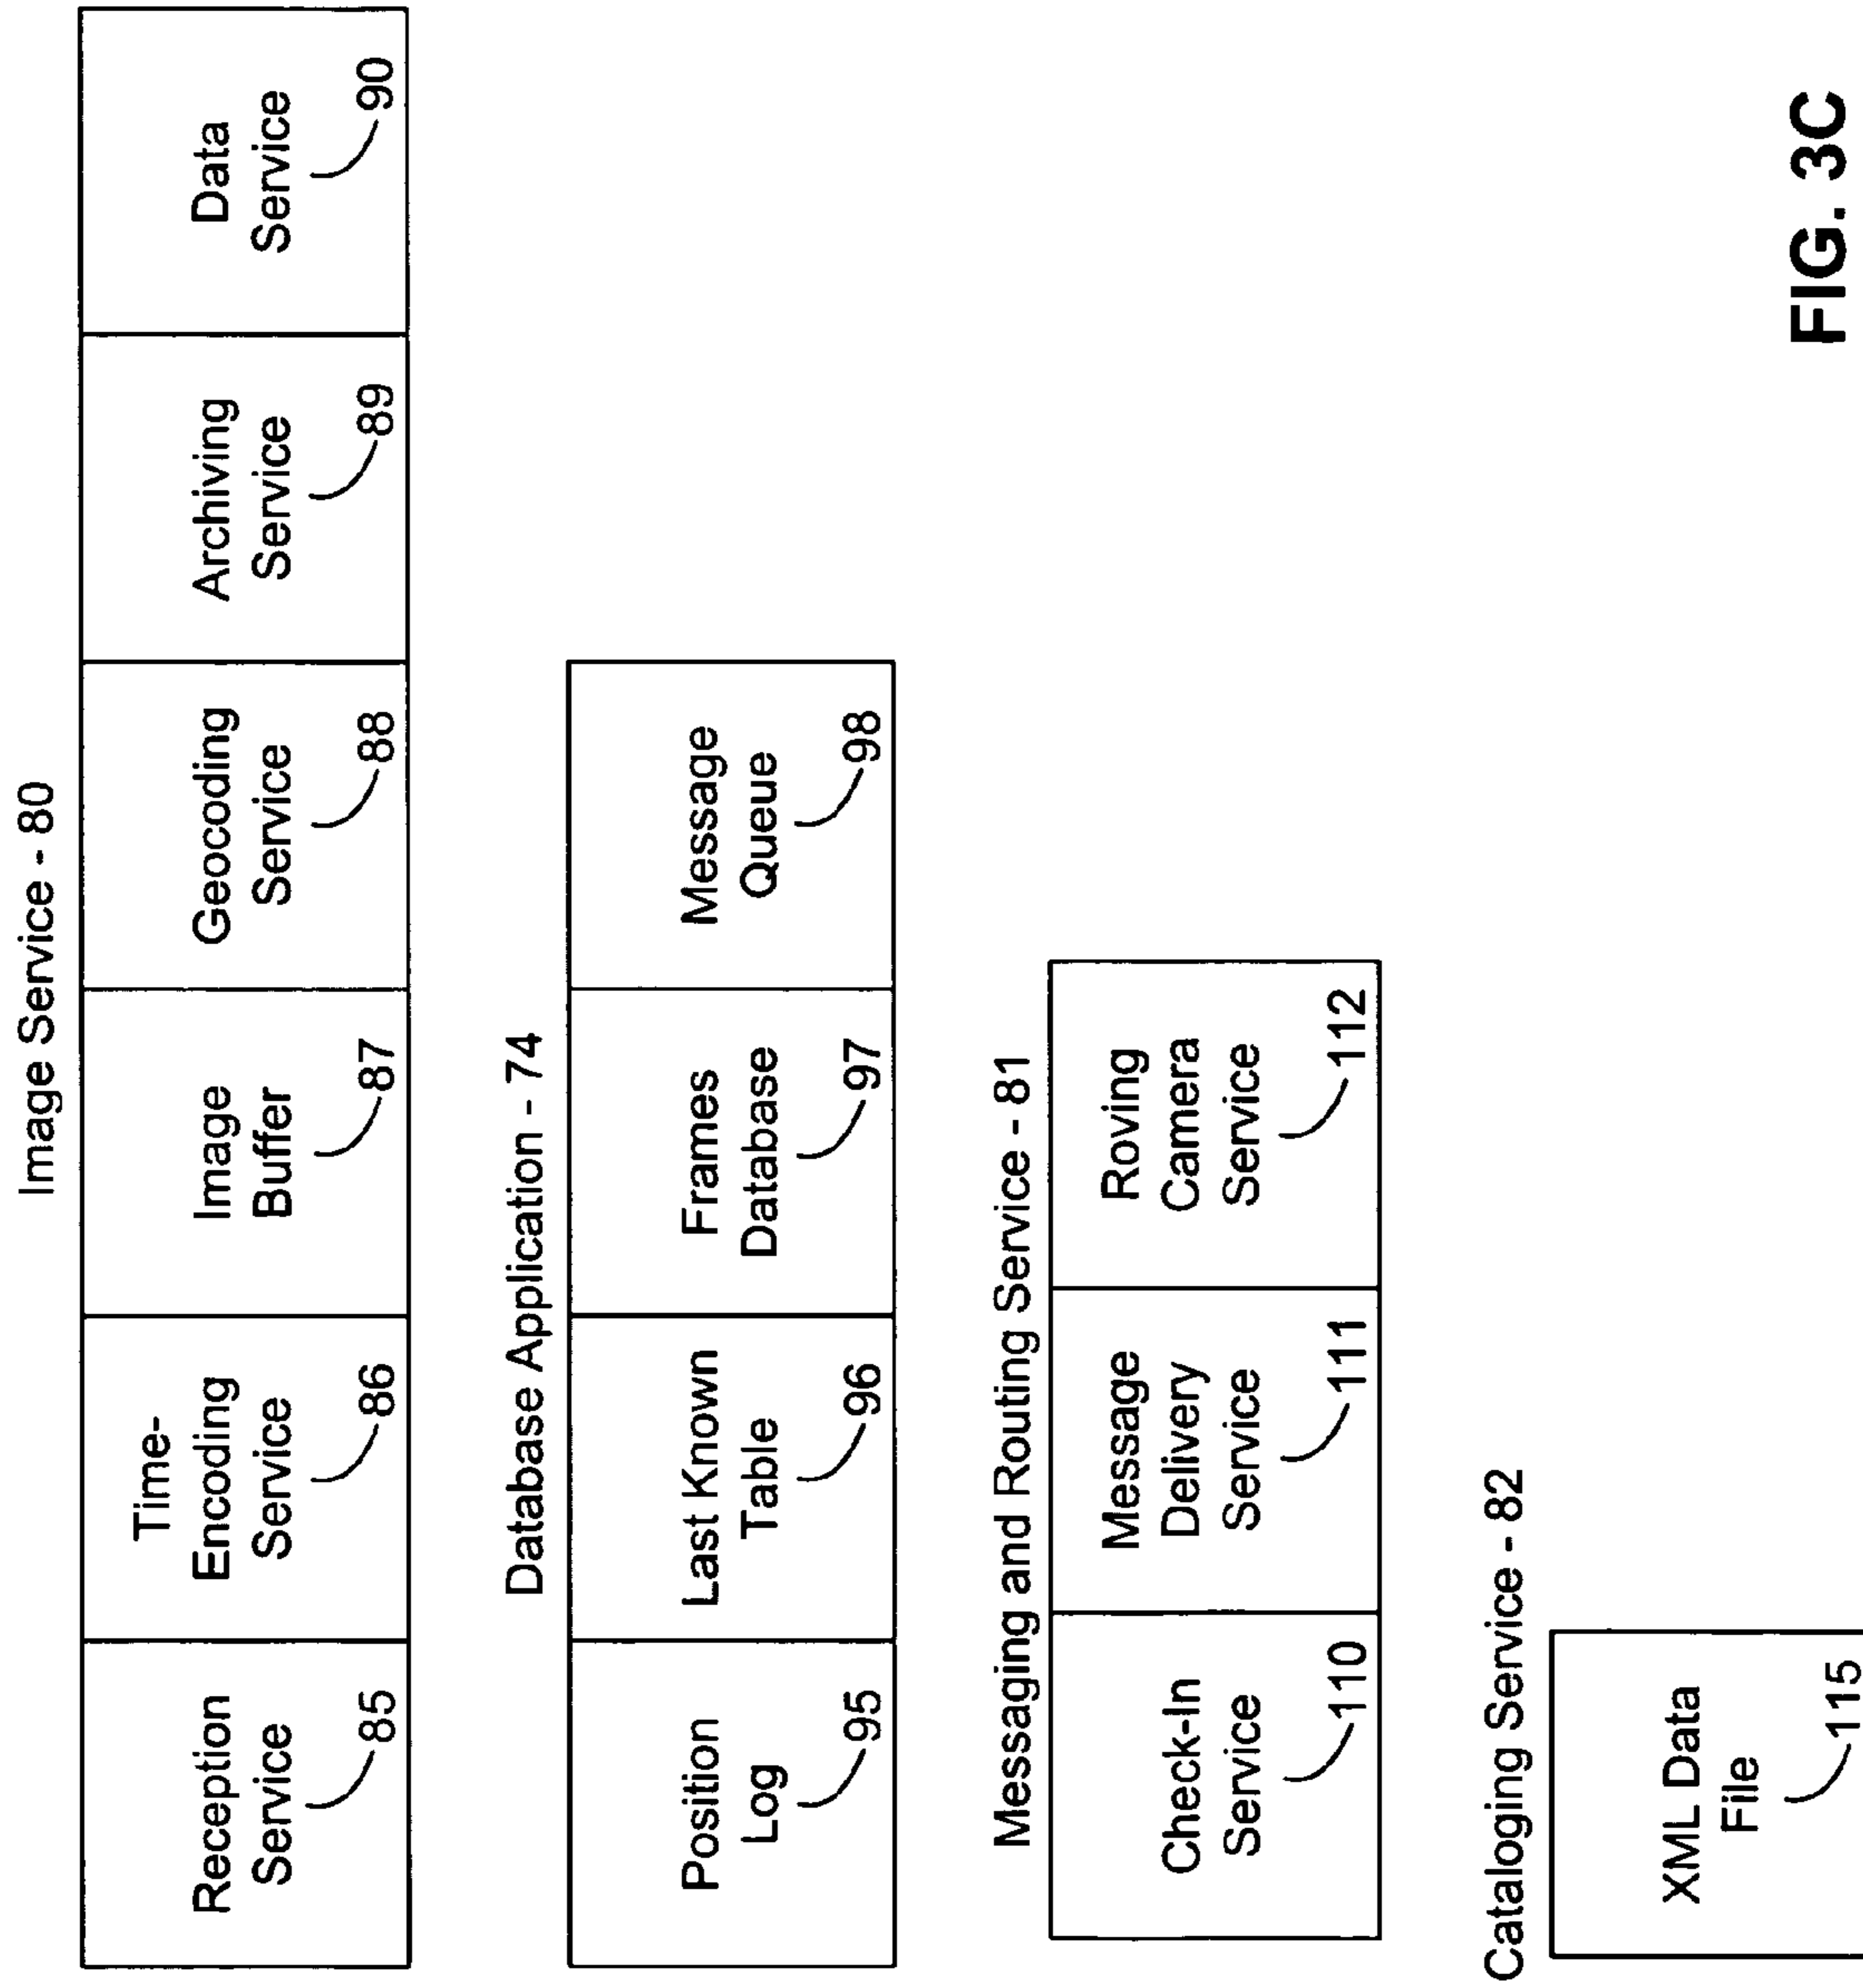 Image Service - 80
Reception
Service
85
Time-
Encoding
Service
86
Image
Buffer
87
Geocoding
Service
88
Archiving
Service
89
Data
Service
90
Database Application - 74
Position
Log
95
Last Known
Table
96
Frames
Database
97
Message
Queue
98
Messaging and Routing Service - 81
Check-In
Service
110
Message
Delivery
Service
111
Roving
Camera
Service
112
Cataloging Service - 82
XML Data
File
115
FIG. 3C